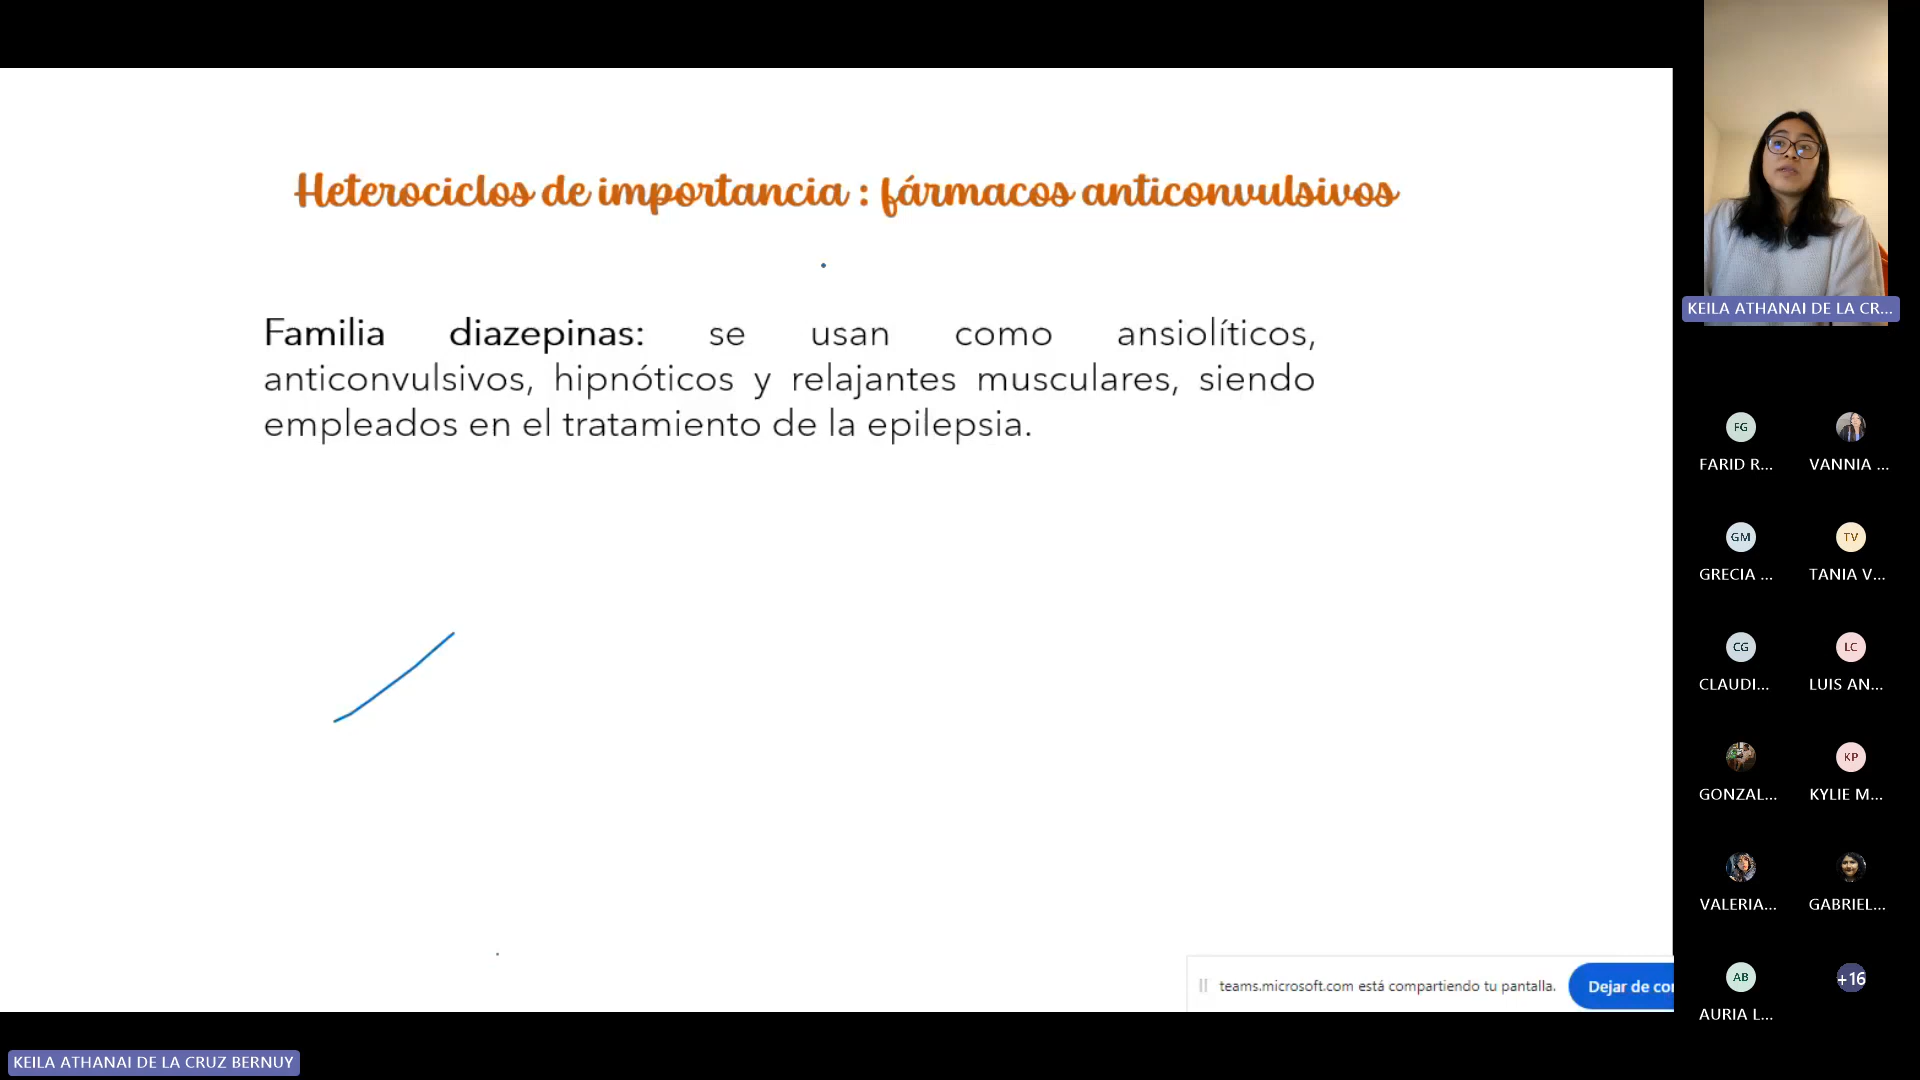 Heterociclos de importancia : fármacos anticonvulsivos
Familia diazepinas: se usan como ansiolíticos,
anticonvulsivos, hipnóticos y relajantes musculares, siendo
empleados en el tratamiento de la epilepsia.
teams.microsoft.com está compartiendo tu pantalla.
Dejar de co
KEILA ATHANAI DE LA CRUZ BERNUY
KEILA ATHANAI DE LA CR...
FG
FARID R...
VANNIA ...
GM
GRECIA ...
TV
TANIA V...
CG
CLAUDI...
LC
LUIS AN...
GONZAL...
KP
KYLIE M...
VALERIA...
GABRIEL...
AB
AURIA L...
+16